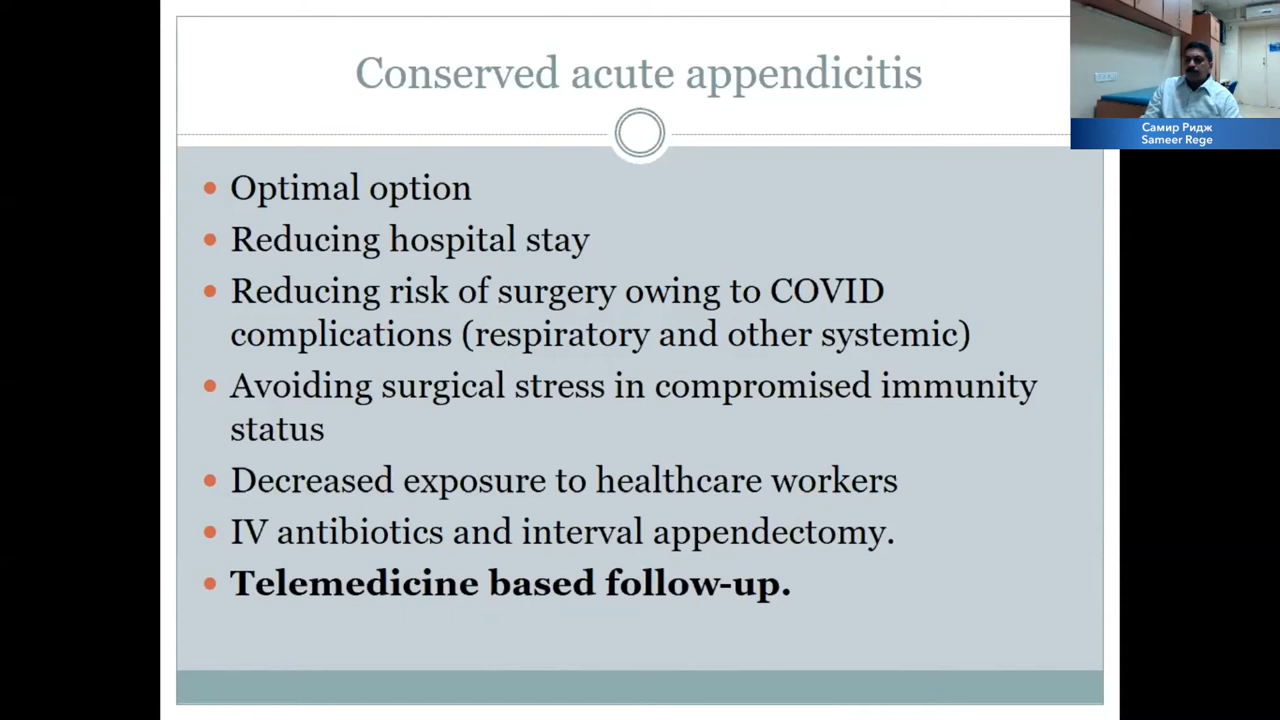 Conserved acute appendicitis
Самир Ридж
Sameer Rege
Optimal option
Reducing hospital stay
Reducing risk of surgery owing to COVID
complications (respiratory and other systemic)
Avoiding surgical stress in compromised immunity
status
Decreased exposure to healthcare workers
IV antibiotics and interval appendectomy.
Telemedicine based follow-up.